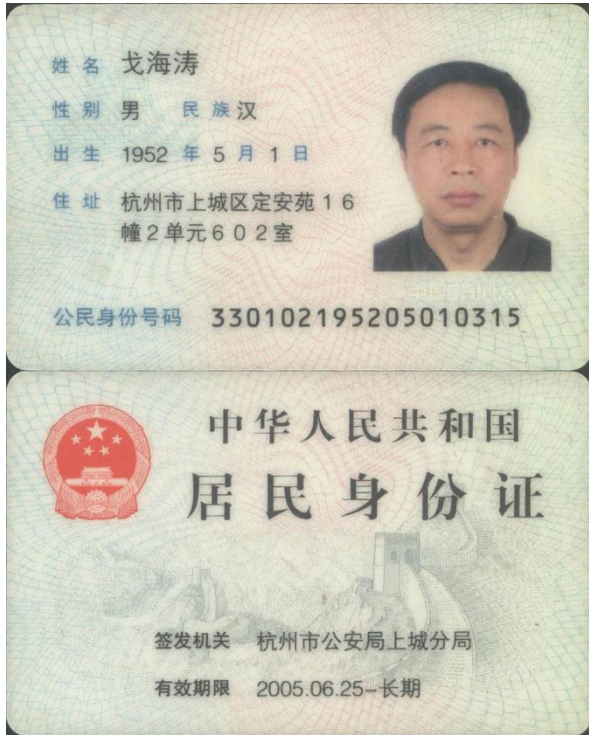 姓名 戈海涛
性别 男 民族 汉
出生 1952 年 5 月 1 日
住址 杭州市上城区定安苑16
幢2单元602室
公民身份号码 330102195205010315
中华人民共和国
居民身份证
签发机关 杭州市公安局上城分局
有效期限 2005.06.25-长期